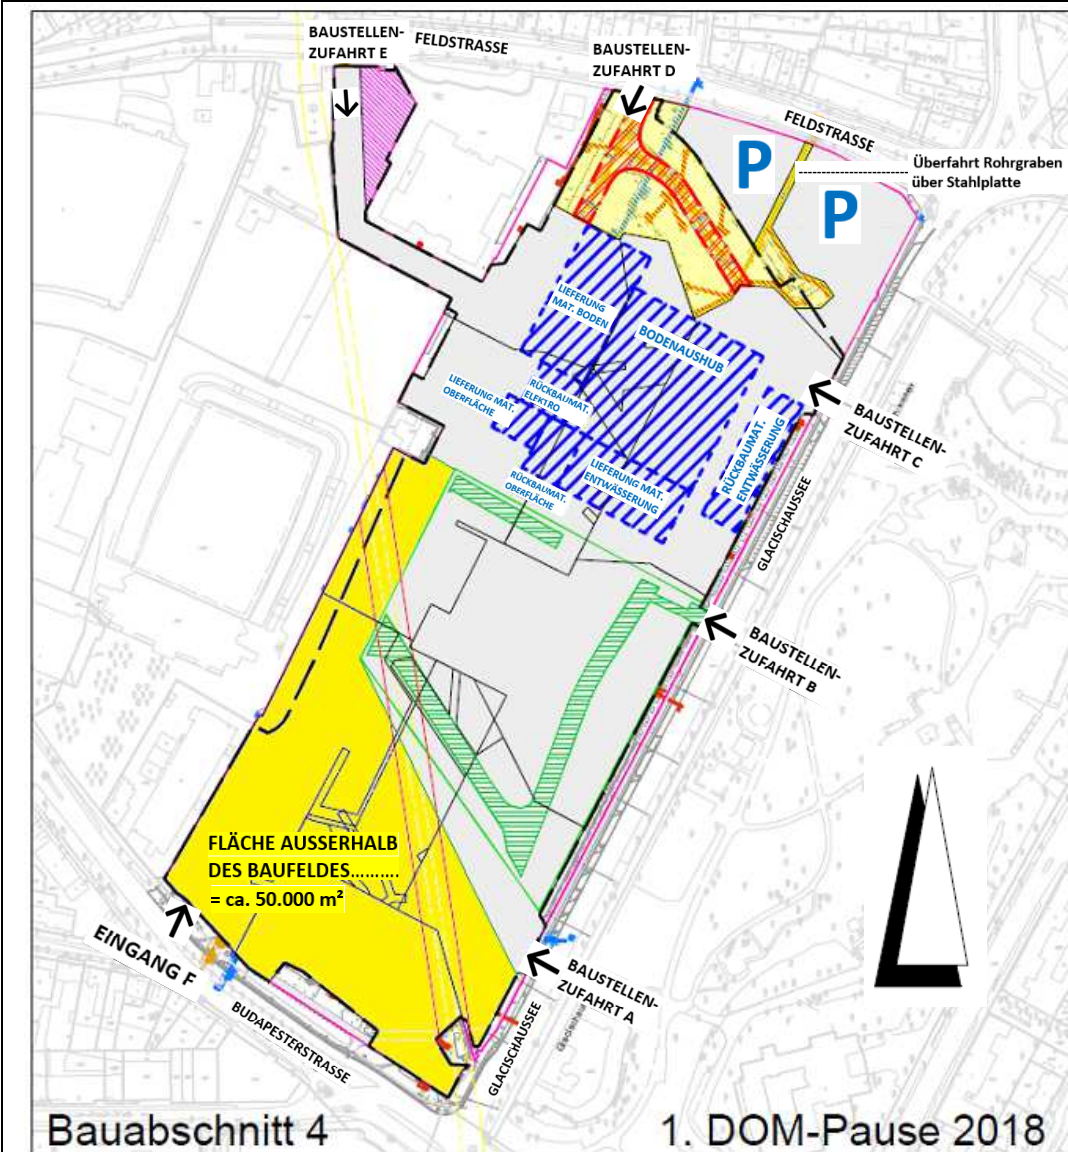 BAUSTELLEN-
ZUFAHRT E
FELDSTRASSE
BAUSTELLEN-
ZUFAHRT D
FELDSTRASSE
P
P
Überfahrt Rohrgraben
über Stahlplatte
LIEFERUNG
MAT. BODEN
BODENAUSHUB
LIEFERUNG MAT.
OBERFLÄCHE
RÜCKBAUMAT.
ELEKTRO
RÜCKBAUMAT.
OBERFLÄCHE
LIEFERUNG MAT.
ENTWÄSSERUNG
RÜCKBAUMAT.
ENTWÄSSERUNG
BAUSTELLEN-
ZUFAHRT C
GLACISCHAUSSEE
BAUSTELLEN-
ZUFAHRT B
FLÄCHE AUSSERHALB
DES BAUFELDES..........
= ca. 50.000 m²
EINGANG F
BUDAPESTERSTRASSE
BAUSTELLEN-
ZUFAHRT A
GLACISCHAUSSEE
Bauabschnitt 4
1. DOM-Pause 2018